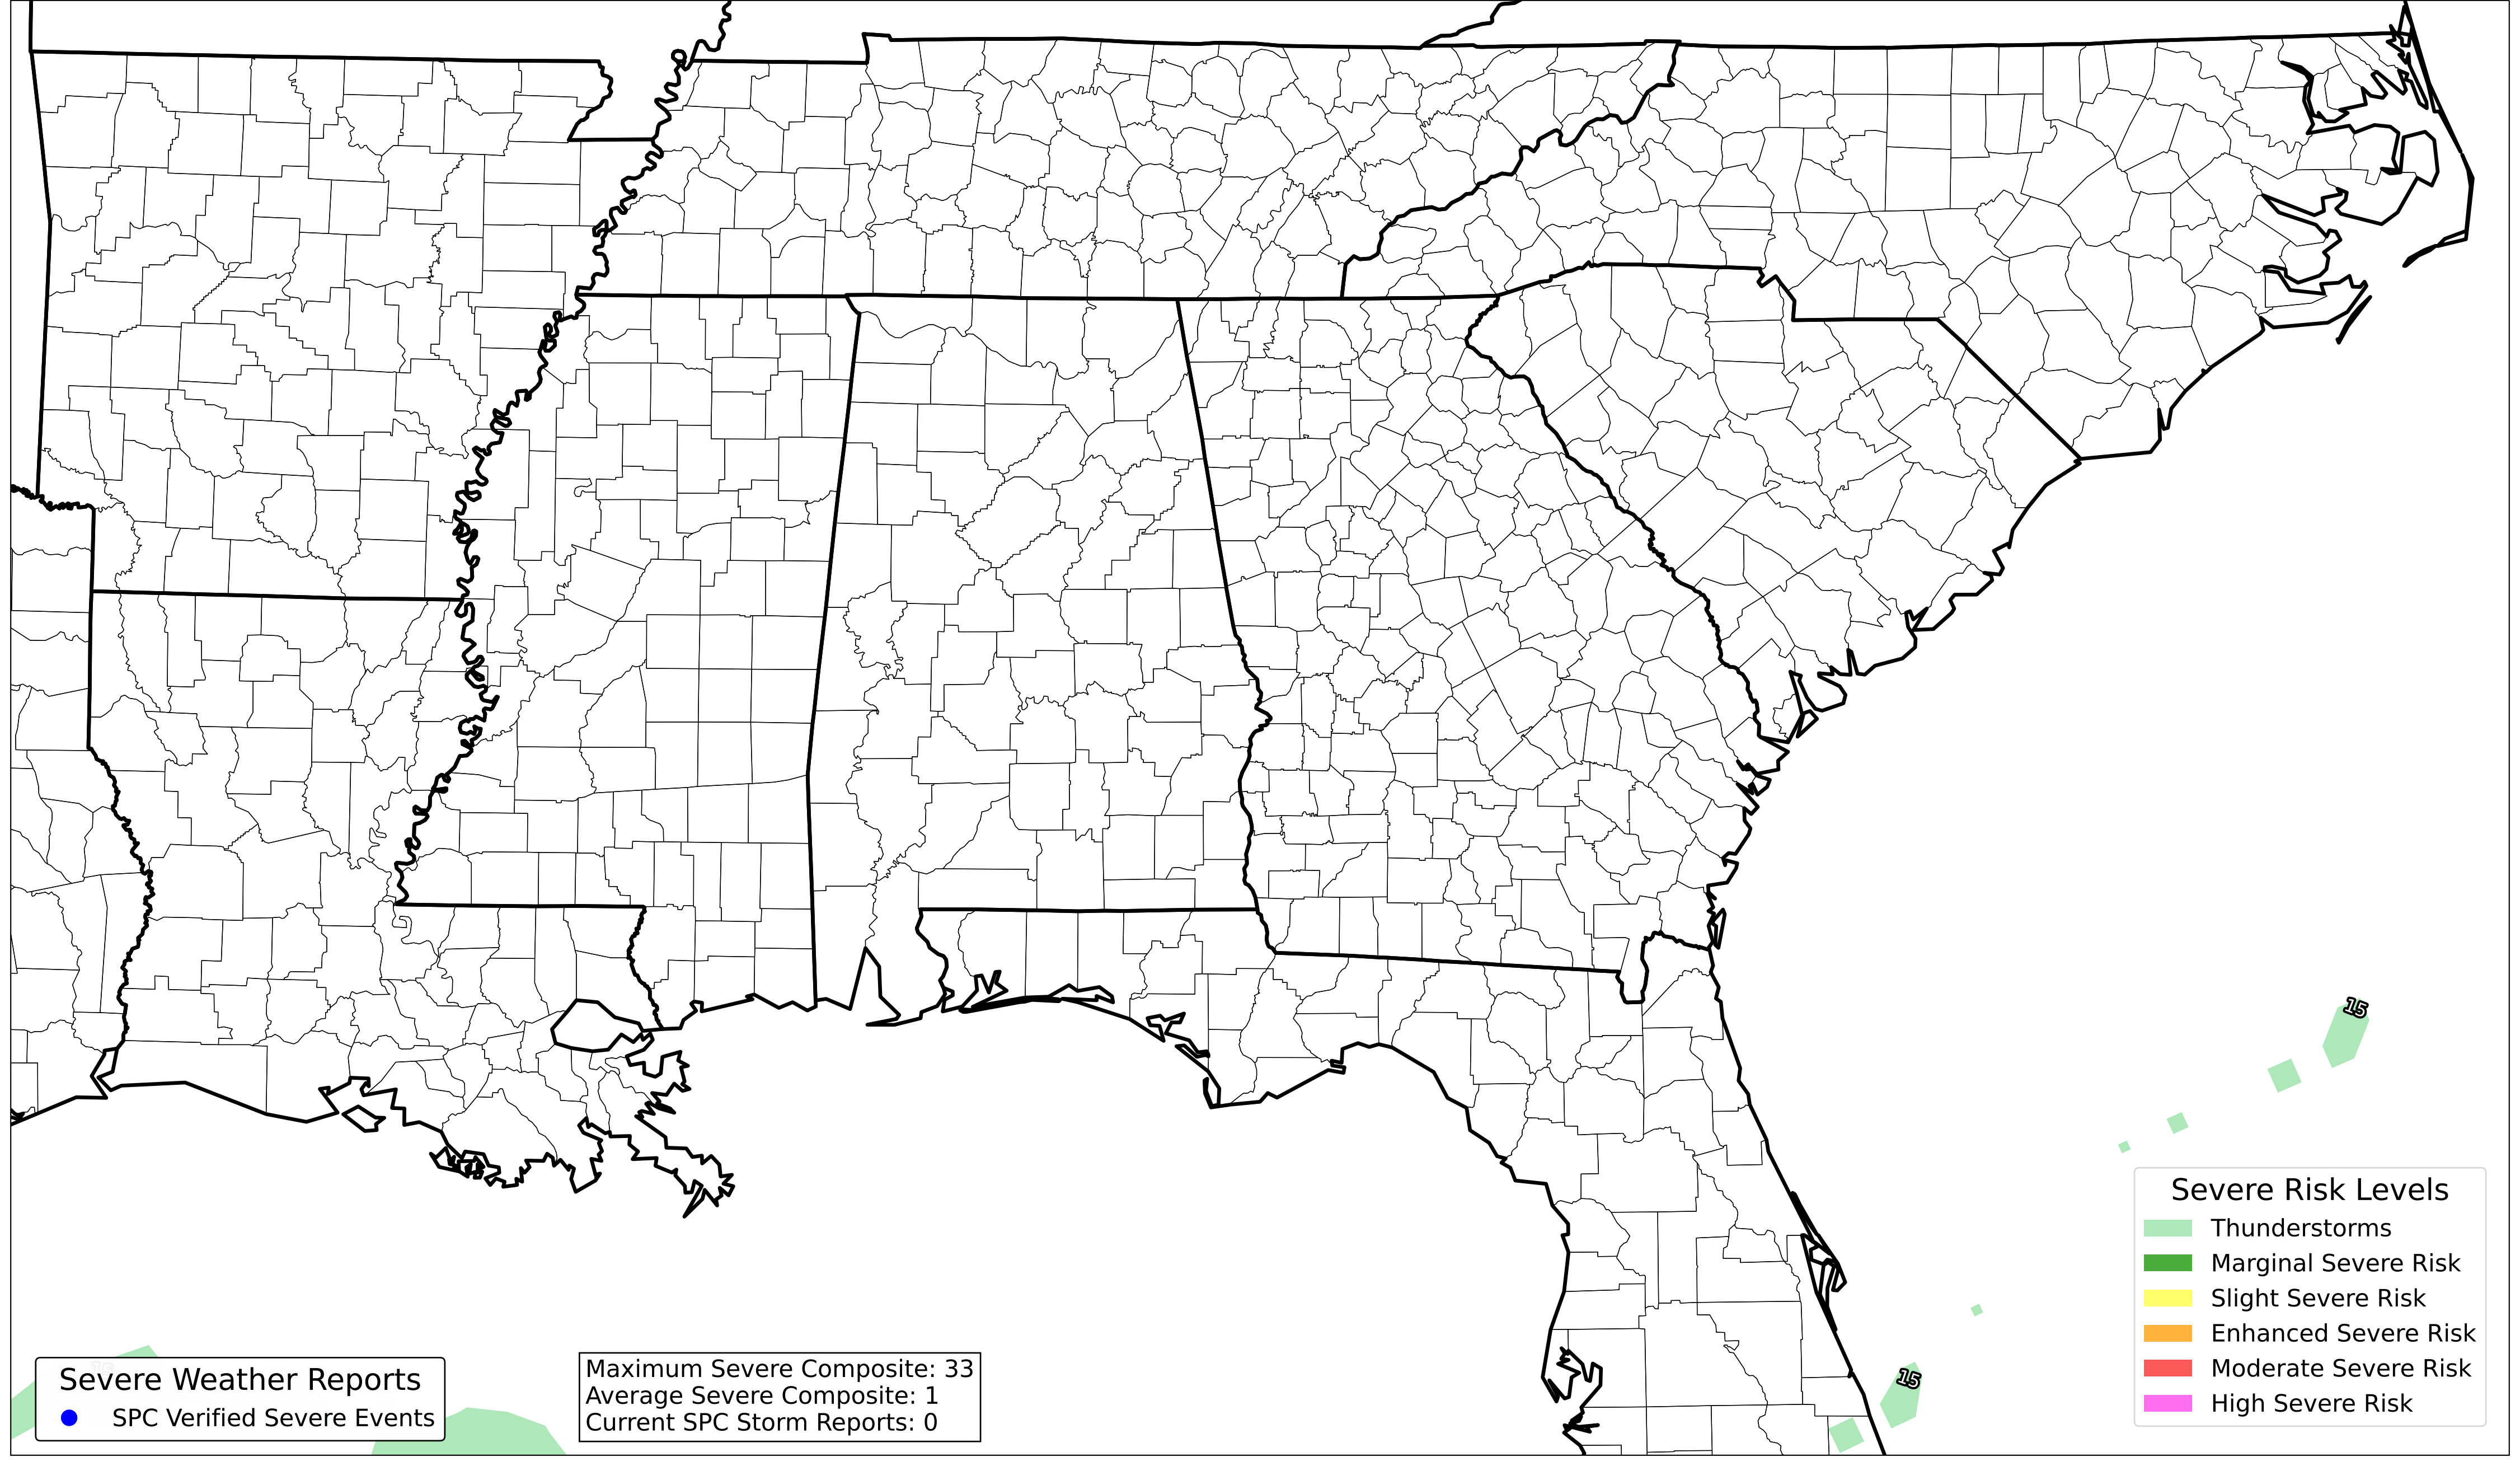 15
15
Severe Weather Reports
SPC Verified Severe Events
Maximum Severe Composite: 33
Average Severe Composite: 1
Current SPC Storm Reports: 0
Severe Risk Levels
Thunderstorms
Marginal Severe Risk
Slight Severe Risk
Enhanced Severe Risk
Moderate Severe Risk
High Severe Risk